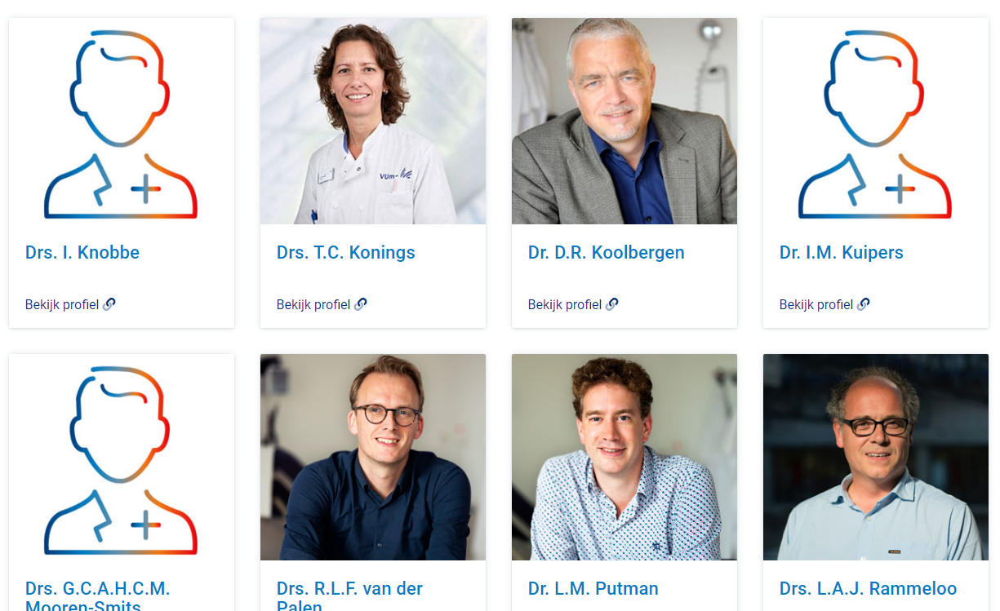 VUmc
Drs. I. Knobbe
Drs. T.C. Konings
Dr. D.R. Koolbergen
Dr. I.M. Kuipers
Bekijk profiel
Bekijk profiel
Bekijk profiel
Bekijk profiel
Drs. G.C.A.H.C.M.
Mooren-Smits
Drs. R.L.F. van der
Palen
Dr. L.M. Putman
Drs. L.A.J. Rammeloo